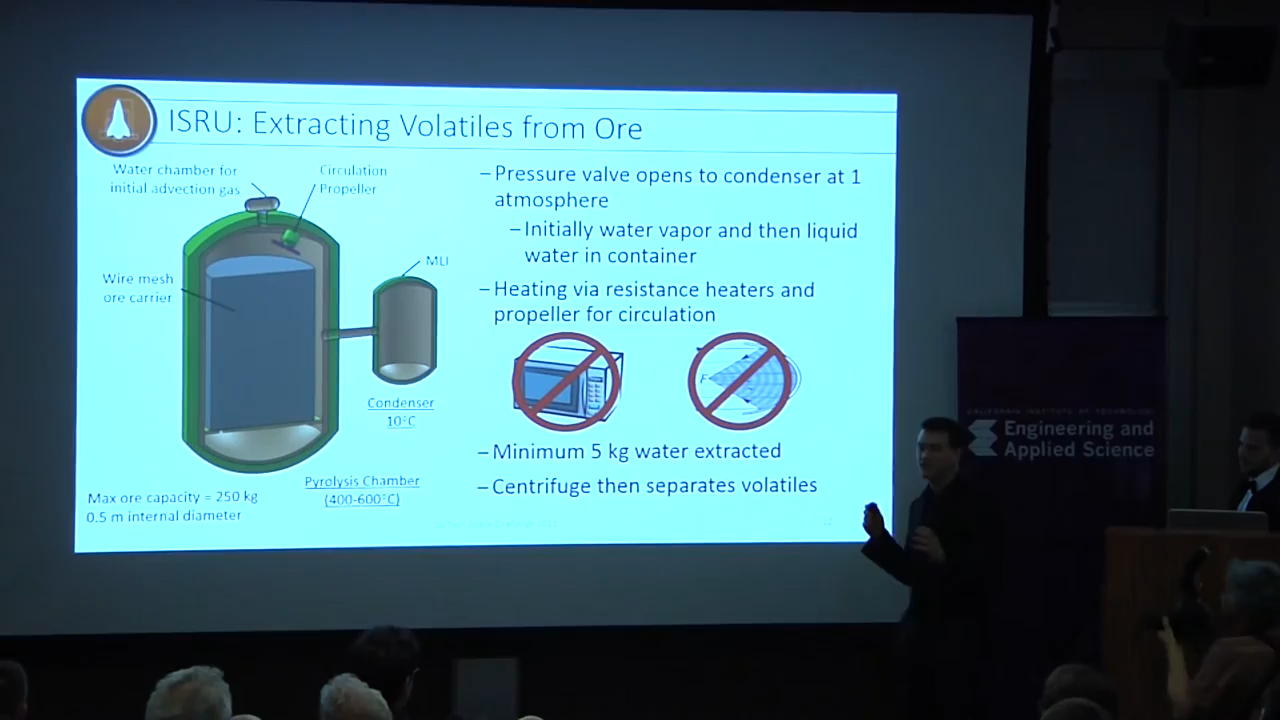 ISRU: Extracting Volatiles from Ore
Water chamber for
initial advection gas
Circulation
Propeller
Wire mesh
ore carrier
MLI
Condenser
10°C
Pyrolysis Chamber
(400-600°C)
Max ore capacity = 250 kg
0.5 m internal diameter
– Pressure valve opens to condenser at 1
atmosphere
– Initially water vapor and then liquid
water in container
– Heating via resistance heaters and
propeller for circulation
F
– Minimum 5 kg water extracted
– Centrifuge then separates volatiles
CALIFORNIA INSTITUTE OF TECHNOLOGY
Engineering and
Applied Science